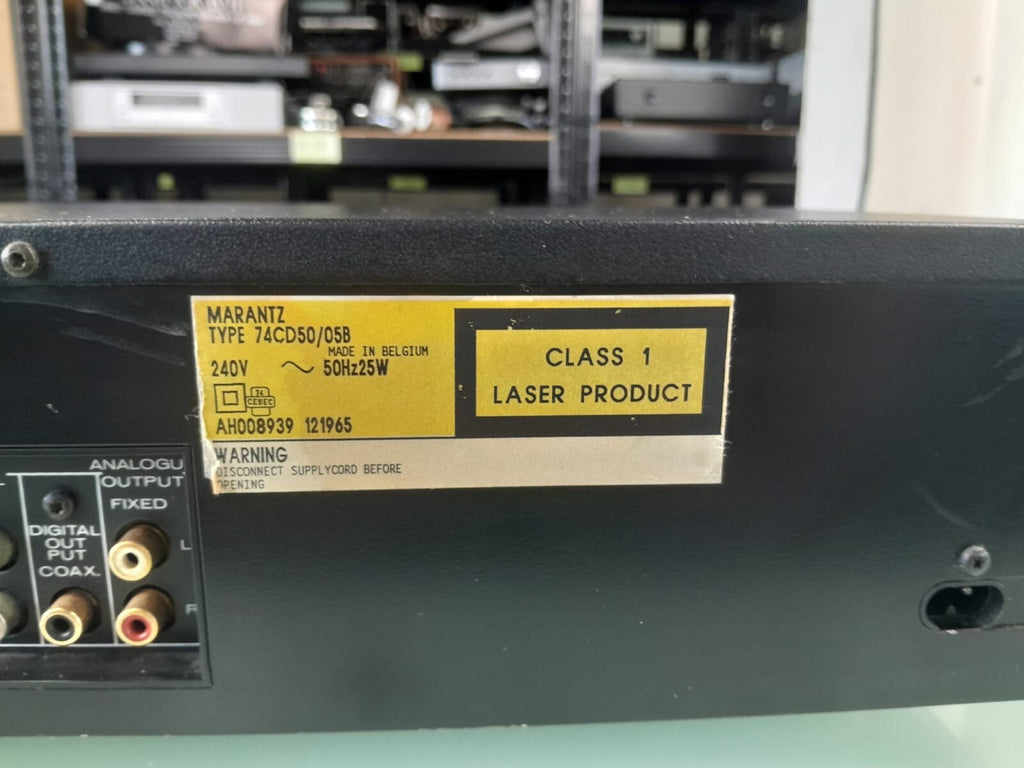 MARANTZ
TYPE 74CD50/05B
MADE IN BELGIUM
240V ~ 50Hz25W
74
CEBEC
AH008939 121965
CLASS 1
LASER PRODUCT
WARNING
DISCONNECT SUPPLYCORD BEFORE
OPENING
ANALOGU
OUTPUT
FIXED
L
R
DIGITAL
OUT
PUT
COAX.